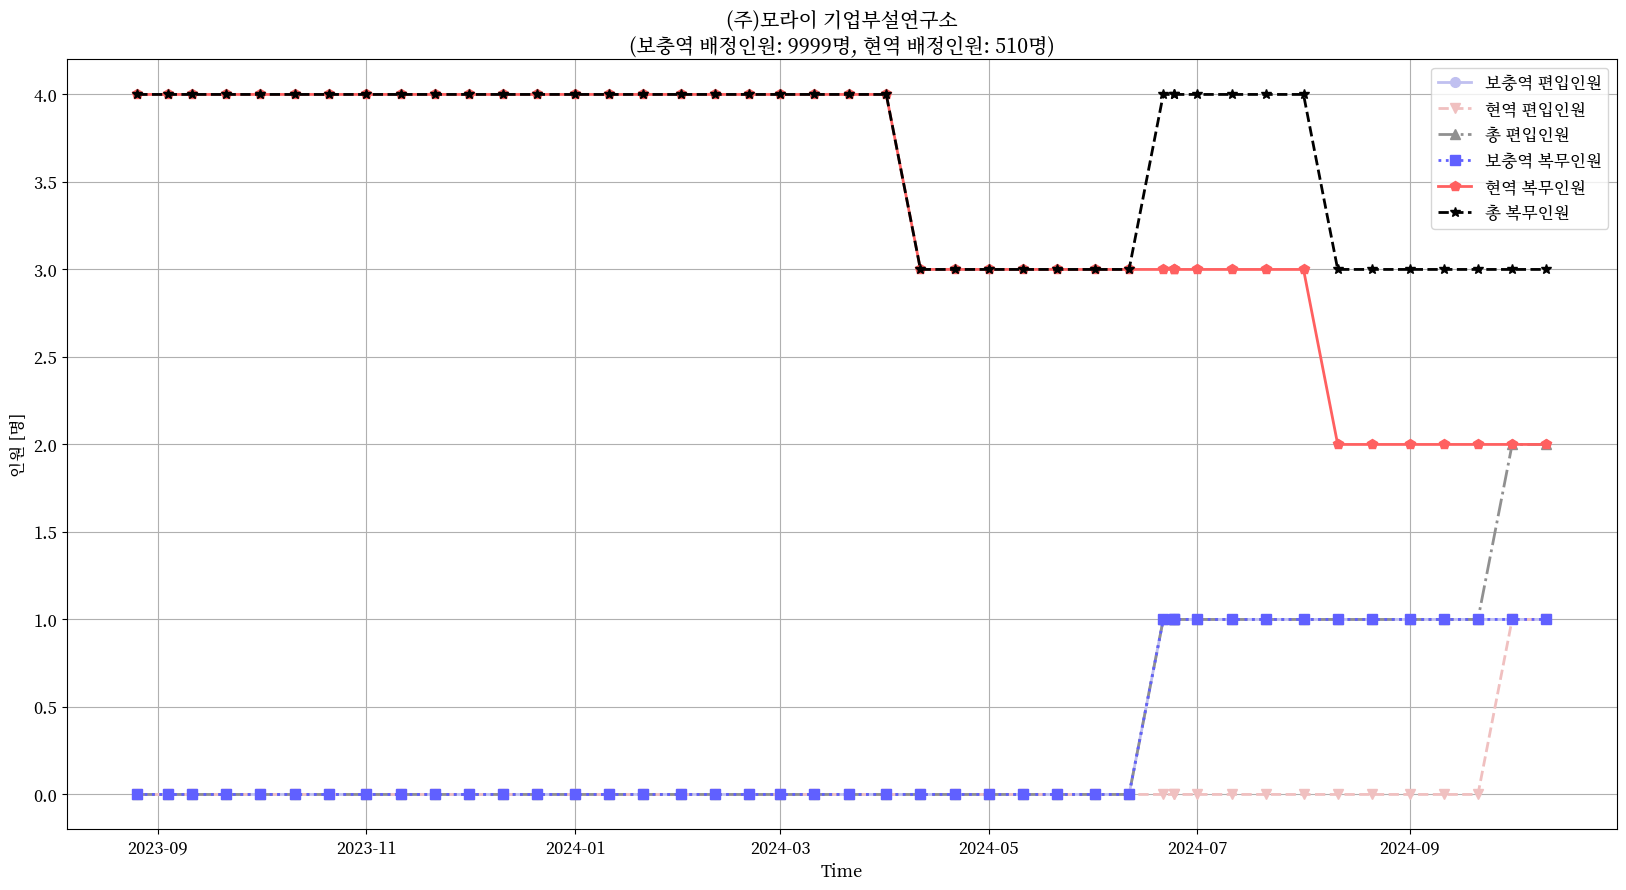 (주)모라이 기업부설연구소
(보충역 배정인원: 9999명, 현역 배정인원: 510명)
보충역 편입인원
현역 편입인원
총 편입인원
보충역 복무인원
현역 복무인원
총 복무인원
인원 [명]
4.0
3.5
3.0
2.5
2.0
1.5
1.0
0.5
0.0
2023-09 2023-11 2024-01 2024-03 2024-05 2024-07 2024-09
Time